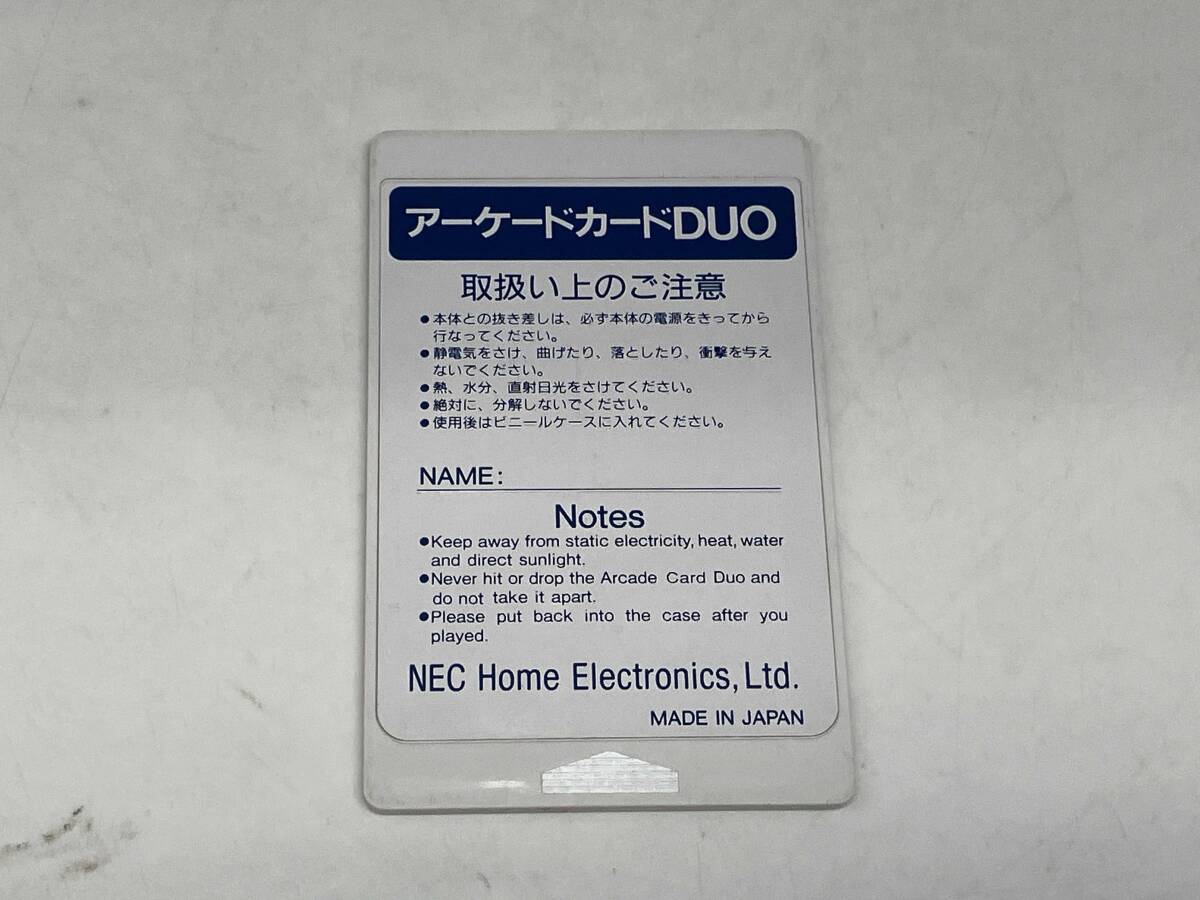 アーケードカードDUO
取扱い上のご注意
●本体との抜き差しは、必ず本体の電源をきってから
行なってください。
●静電気をさけ、曲げたり、落としたり、衝撃を与え
ないでください。
●熱、水分、直射日光をさけてください。
●絶対に、分解しないでください。
●使用後はビニールケースに入れてください。
NAME:
Notes
●Keep away from static electricity, heat, water
and direct sunlight.
●Never hit or drop the Arcade Card Duo and
do not take it apart.
●Please put back into the case after you
played.
NEC Home Electronics, Ltd.
MADE IN JAPAN